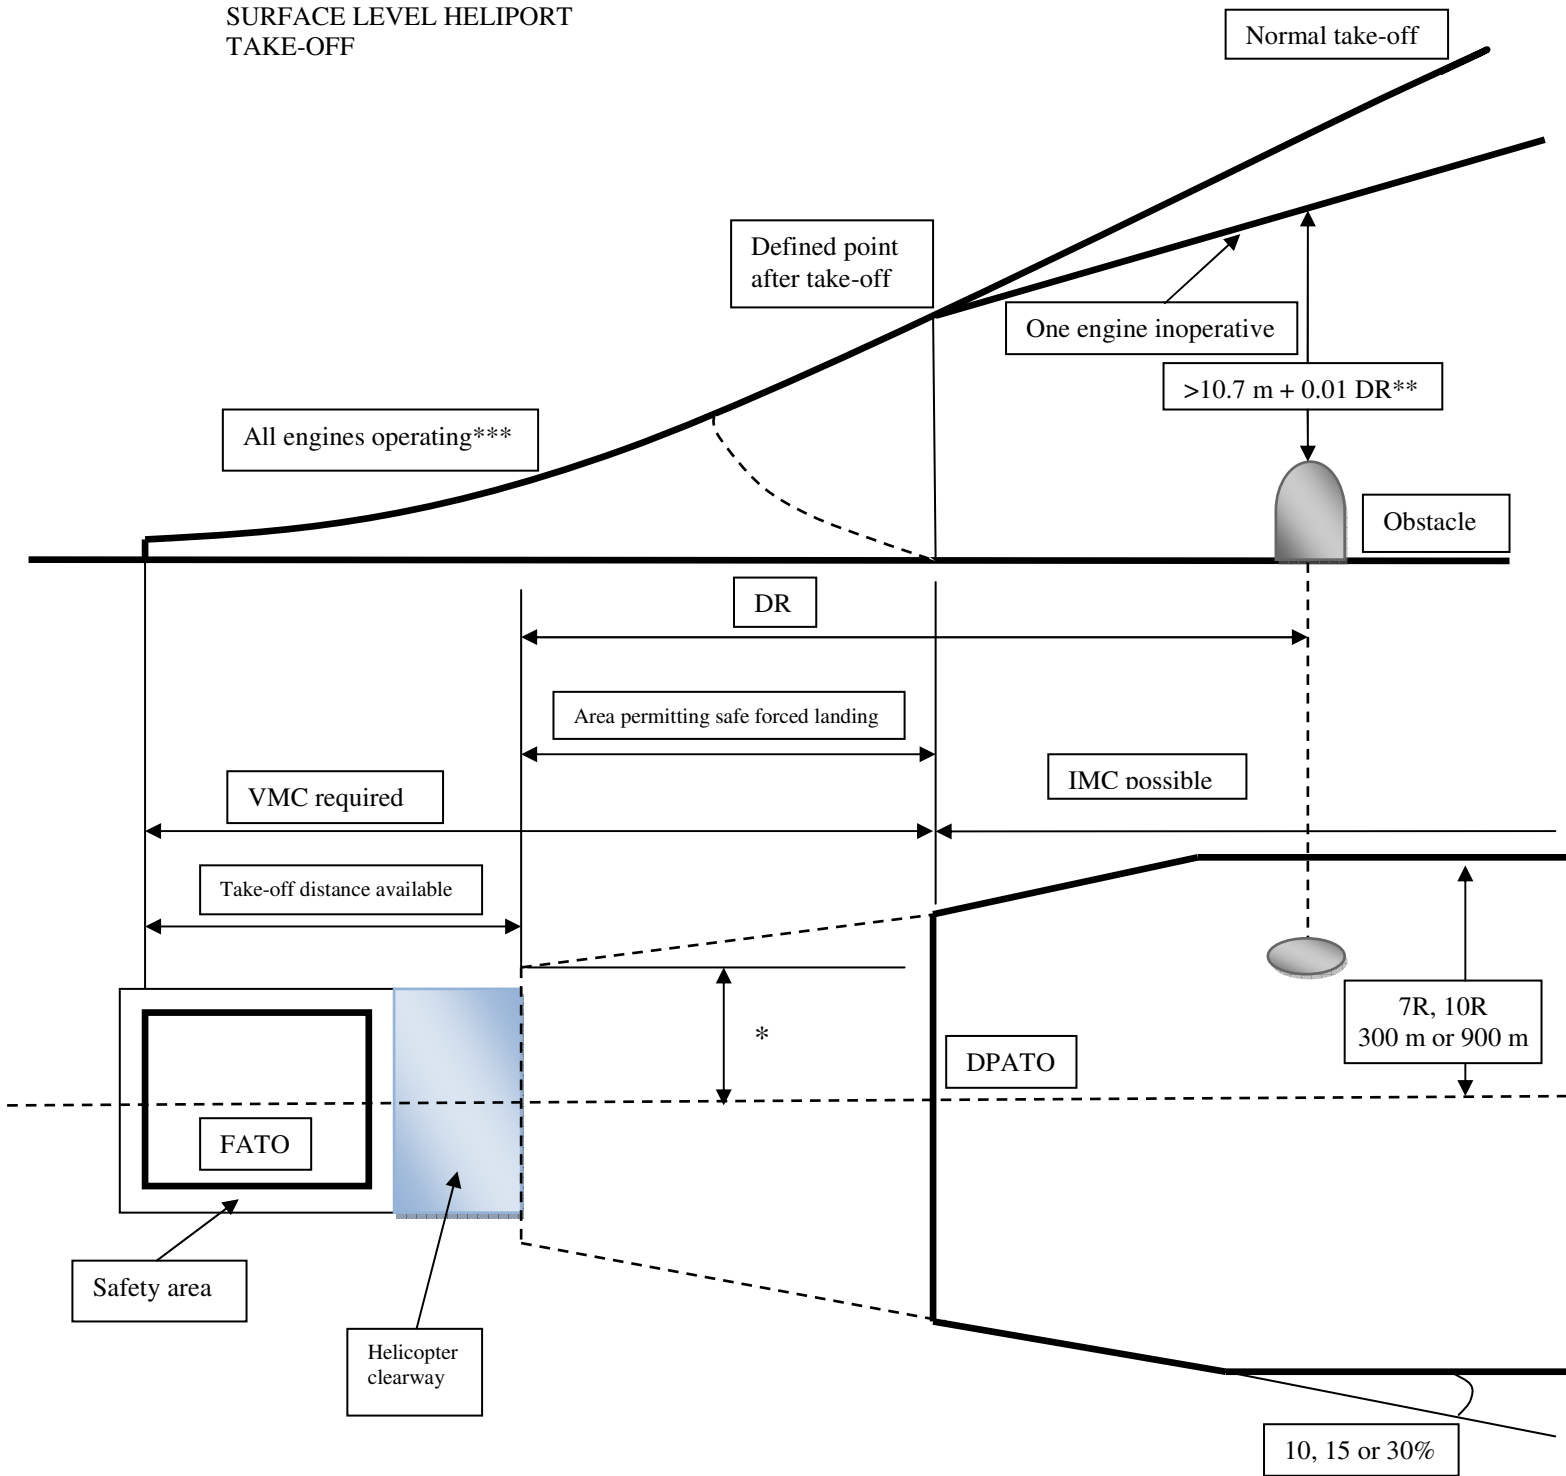 SURFACE LEVEL HELIPORT
TAKE-OFF
Normal take-off
Defined point
after take-off
One engine inoperative
>10.7 m + 0.01 DR**
All engines operating***
Obstacle
DR
Area permitting safe forced landing
IMC possible
VMC required
Take-off distance available
7R, 10R
300 m or 900 m
*
DPATO
FATO
Safety area
Helicopter
clearway
10, 15 or 30%